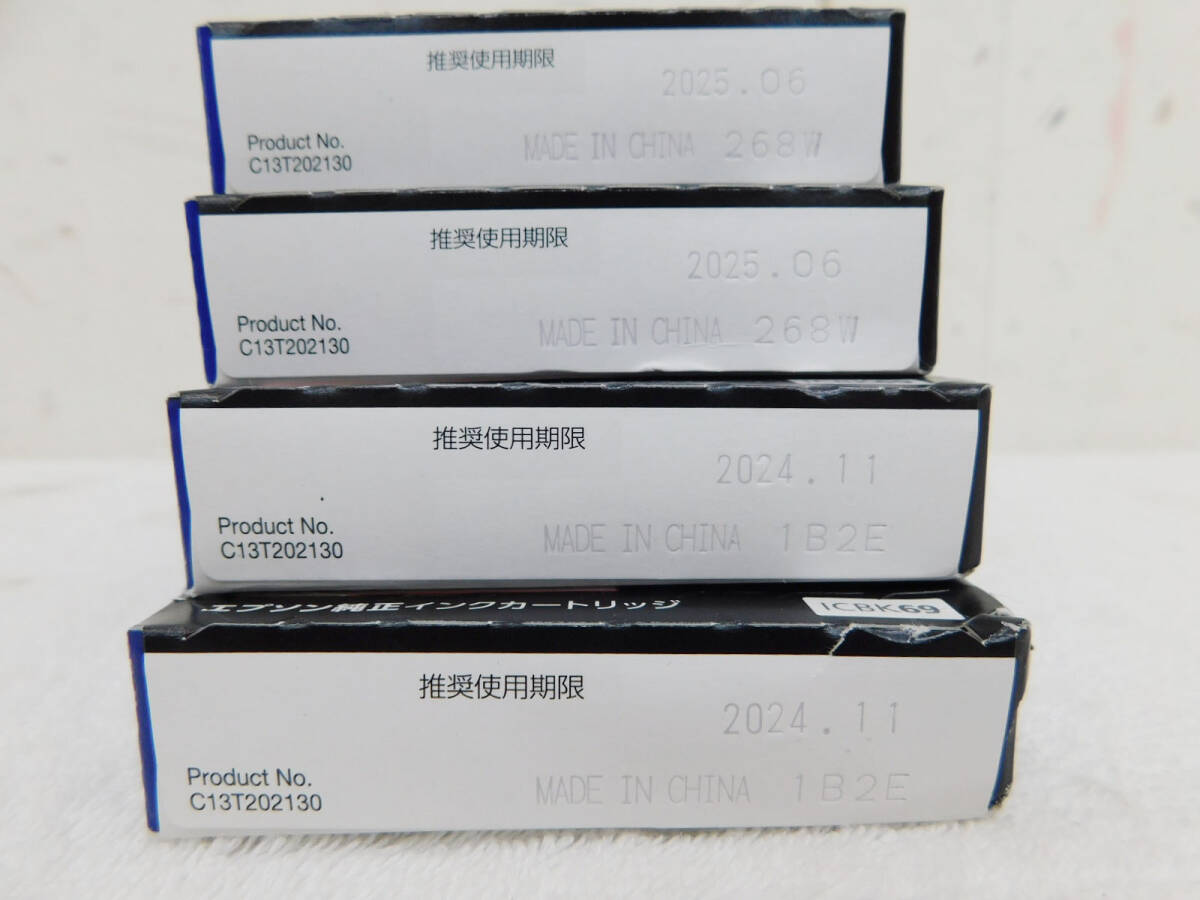 推奨使用期限
2025.06
Product No.
C13T202130
MADE IN CHINA 268W
推奨使用期限
2025.06
Product No.
C13T202130
MADE IN CHINA 268W
推奨使用期限
2024.11
Product No.
C13T202130
MADE IN CHINA 1B2E
エプソン純正インクカートリッジ
ICBK69
推奨使用期限
2024.11
Product No.
C13T202130
MADE IN CHINA 1B2E